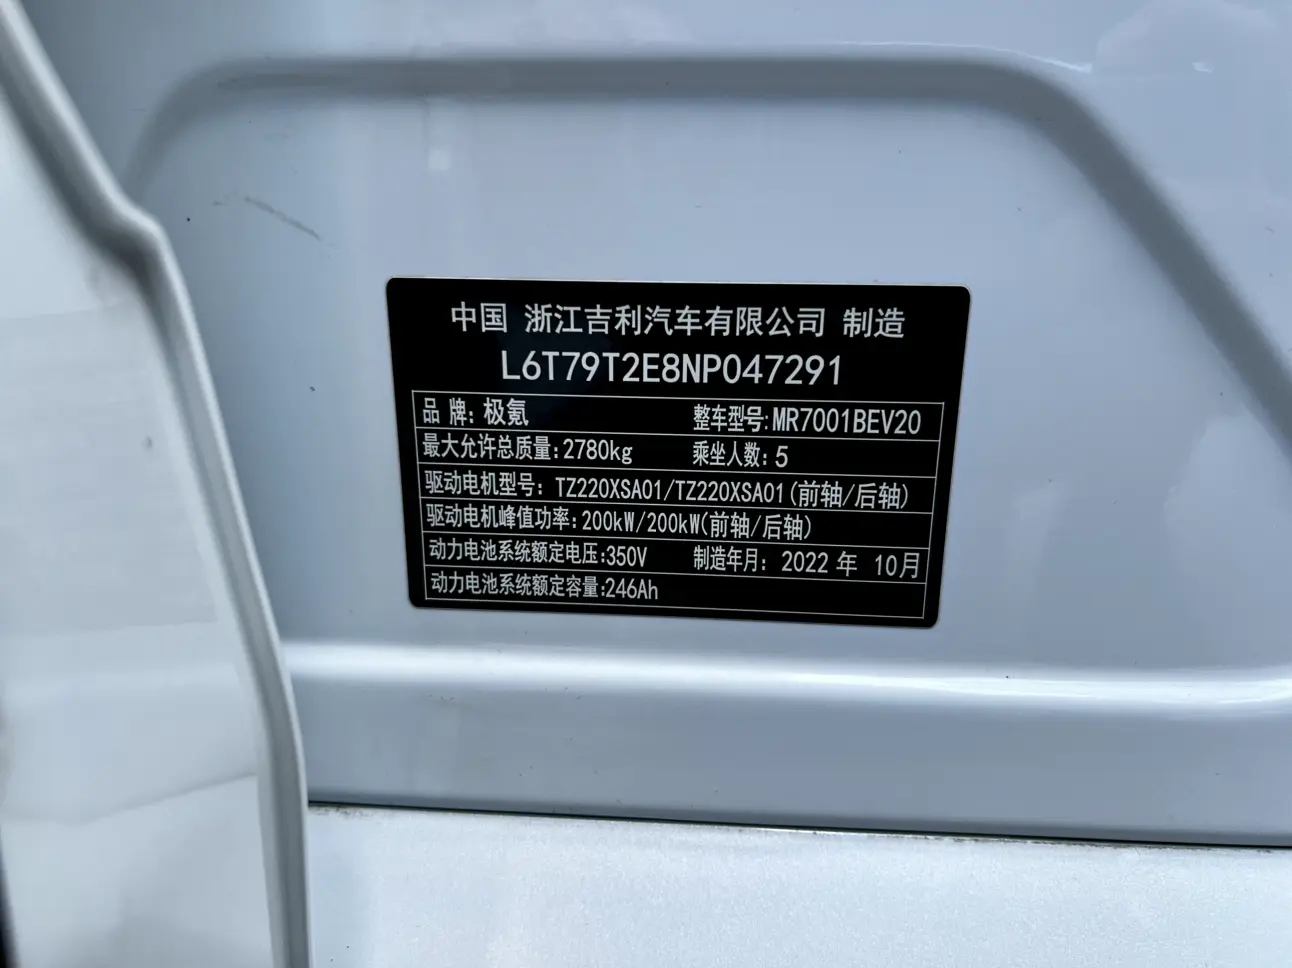 中国 浙江吉利汽车有限公司 制造
L6T79T2E8NP047291
品 牌: 极氪 整车型号:MR7001BEV20
最大允许总质量:2780kg 乘坐人数: 5
驱动电机型号: TZ220XSA01/TZ220XSA01(前轴/后轴)
驱动电机峰值功率:200kW/200kW(前轴/后轴)
动力电池系统额定电压:350V 制造年月: 2022 年 10月
动力电池系统额定容量:246Ah